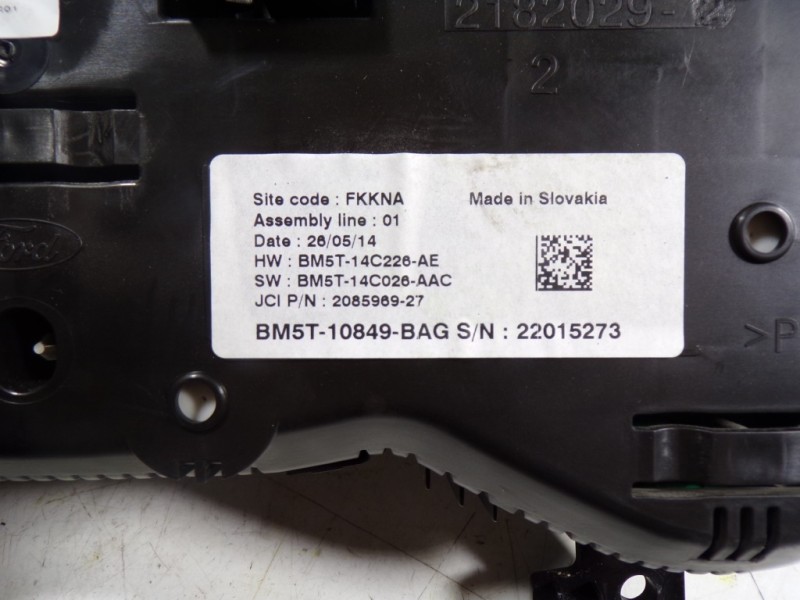 2182029-
2
Ford
Site code : FKKNA
Made in Slovakia
Assembly line : 01
Date : 26/05/14
HW : BM5T-14C226-AE
SW : BM5T-14C026-AAC
JCI P/N : 2085969-27
BM5T-10849-BAG S/N : 22015273
>P